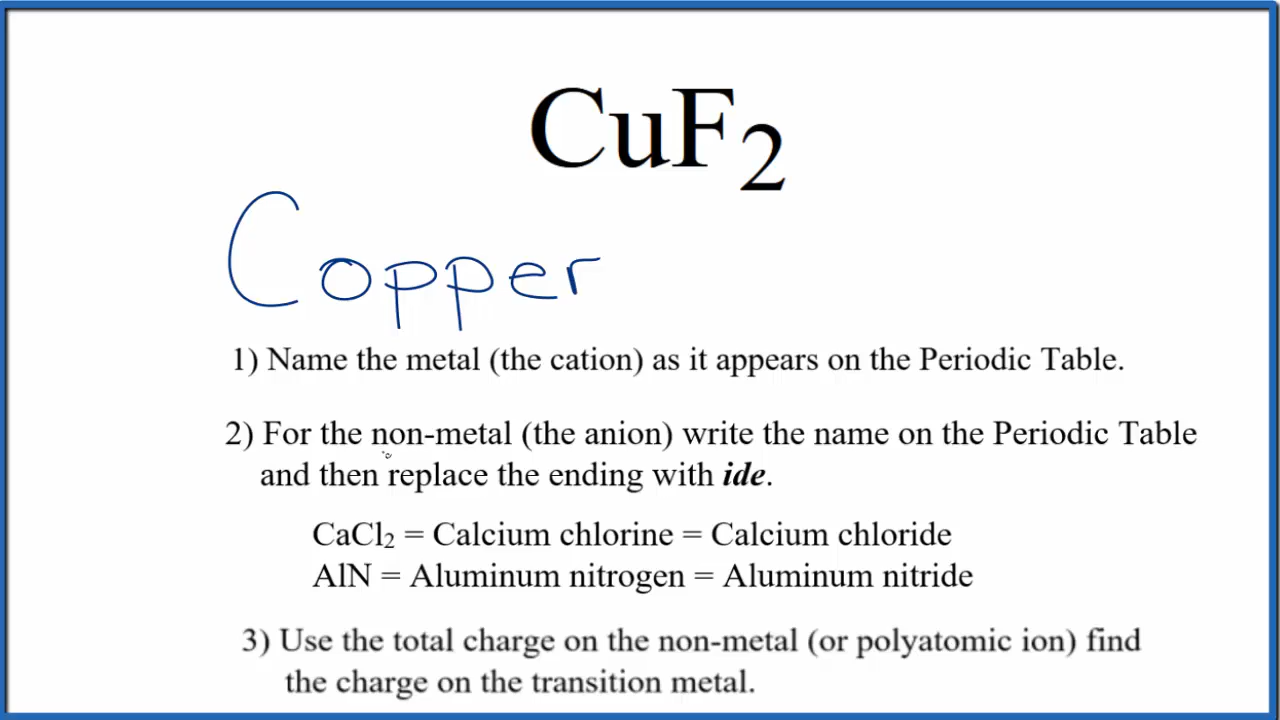 CuF₂
Copper
1) Name the metal (the cation) as it appears on the Periodic Table.
2) For the non-metal (the anion) write the name on the Periodic Table
and then replace the ending with ide.
CaCl₂ = Calcium chlorine = Calcium chloride
AlN = Aluminum nitrogen = Aluminum nitride
3) Use the total charge on the non-metal (or polyatomic ion) find
the charge on the transition metal.